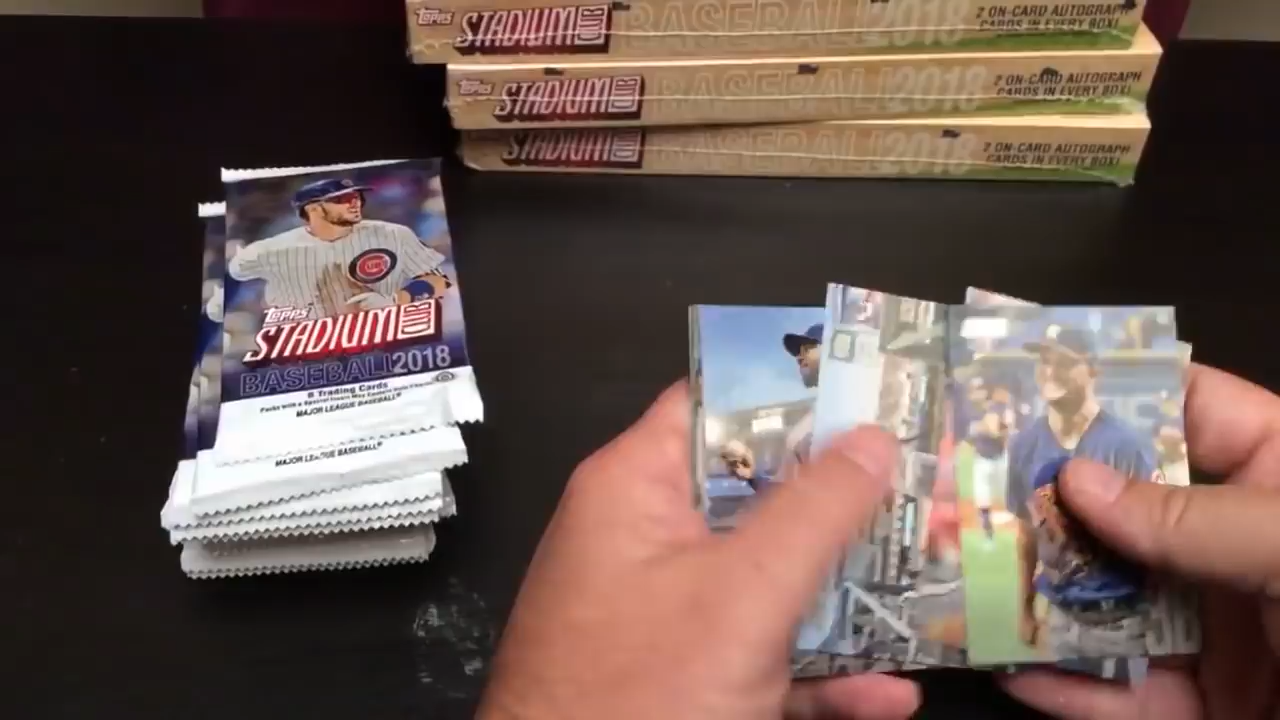 TOPPS STADIUM CLUB BASEBALL 2018 2 ON-CARD AUTOGRAPH
CARDS IN EVERY BOX!
TOPPS STADIUM CLUB BASEBALL 2018 2 ON-CARD AUTOGRAPH
CARDS IN EVERY BOX!
STADIUM CLUB BASEBALL 2018 2 ON-CARD AUTOGRAPH
CARDS IN EVERY BOX!
TOPPS
STADIUM CLUB
BASEBALL 2018
8 Trading Cards
MAJOR LEAGUE BASEBALL®
MAJOR LEAGUE BASEBALL®